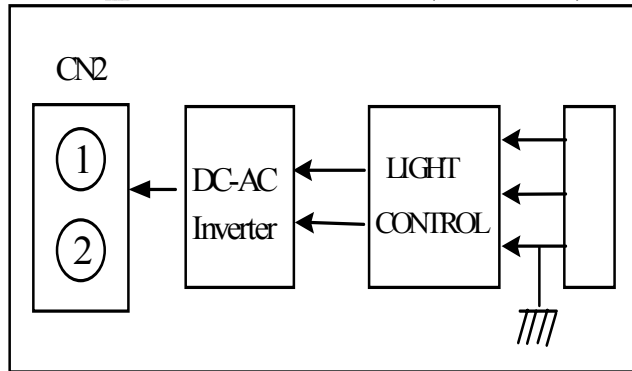 CN2
1
2
DC-AC
Inverter
LIGHT
CONTROL